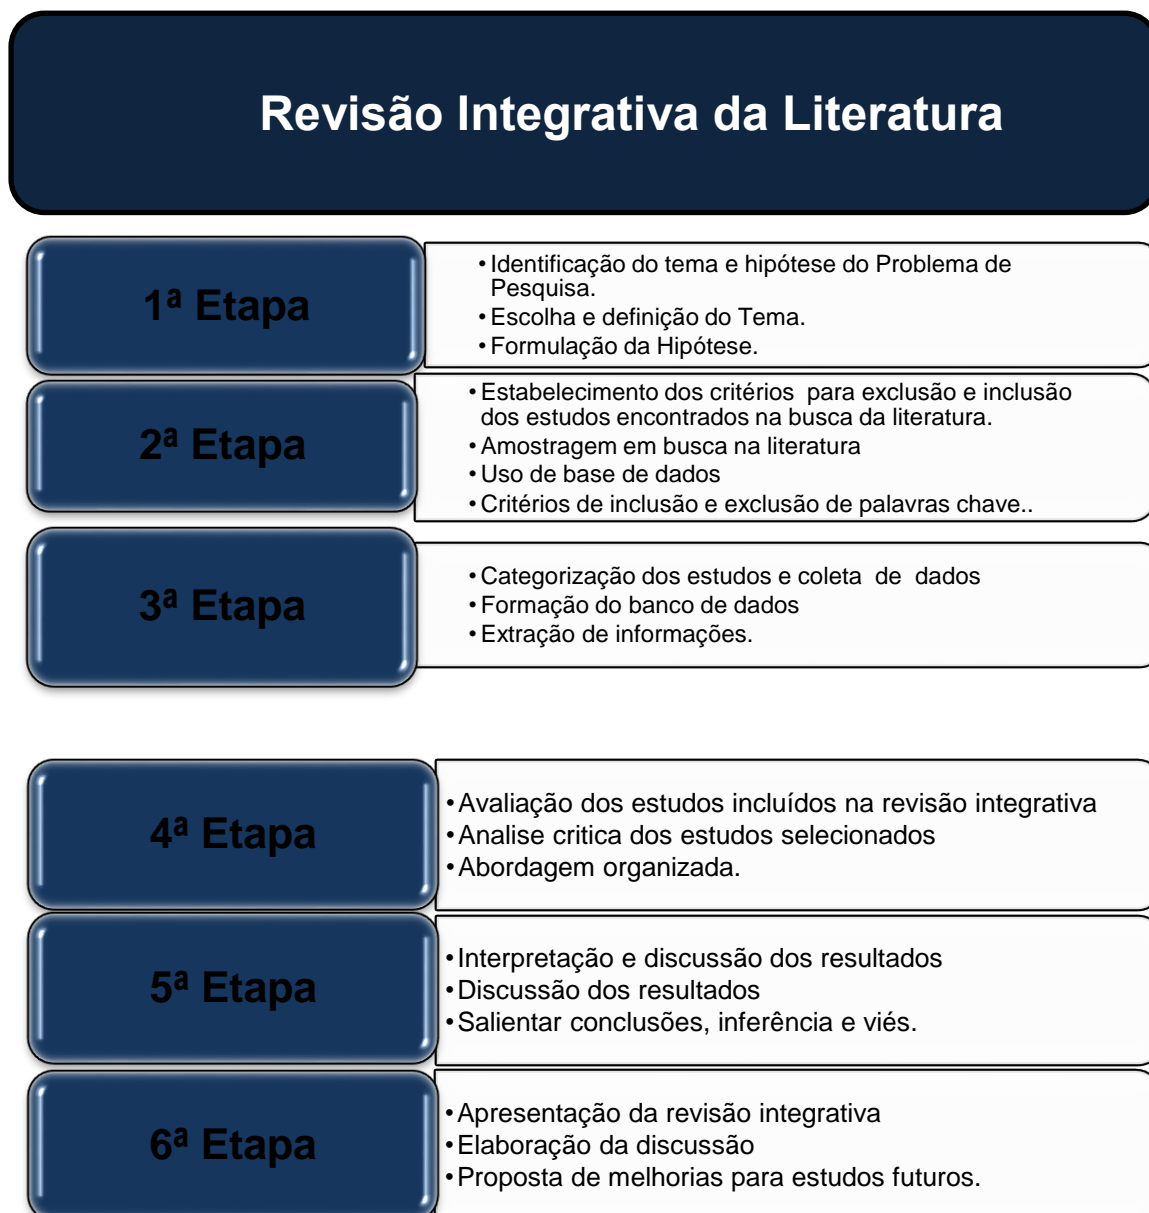 Revisão Integrativa da Literatura
1ª Etapa
• Identificação do tema e hipótese do Problema de
Pesquisa.
• Escolha e definição do Tema.
• Formulação da Hipótese.
2ª Etapa
• Estabelecimento dos critérios  para exclusão e inclusão
dos estudos encontrados na busca da literatura.
• Amostragem em busca na literatura
• Uso de base de dados
• Critérios de inclusão e exclusão de palavras chave..
3ª Etapa
• Categorização dos estudos e coleta  de  dados
• Formação do banco de dados
• Extração de informações.
4ª Etapa
• Avaliação dos estudos incluídos na revisão integrativa
• Analise critica dos estudos selecionados
• Abordagem organizada.
5ª Etapa
• Interpretação e discussão dos resultados
• Discussão dos resultados
• Salientar conclusões, inferência e viés.
6ª Etapa
• Apresentação da revisão integrativa
• Elaboração da discussão
• Proposta de melhorias para estudos futuros.